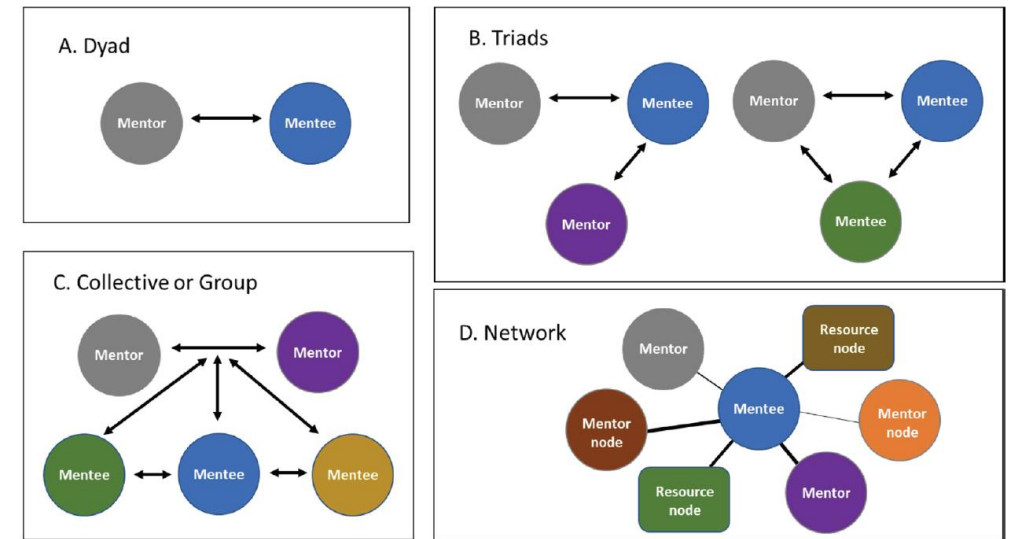 A. Dyad
Mentor
Mentee
B. Triads
Mentor
Mentee
Mentor
Mentor
Mentee
Mentee
C. Collective or Group
Mentor
Mentor
Mentee
Mentee
Mentee
D. Network
Mentor
Resource
node
Mentee
Mentor
node
Mentor
node
Resource
node
Mentor